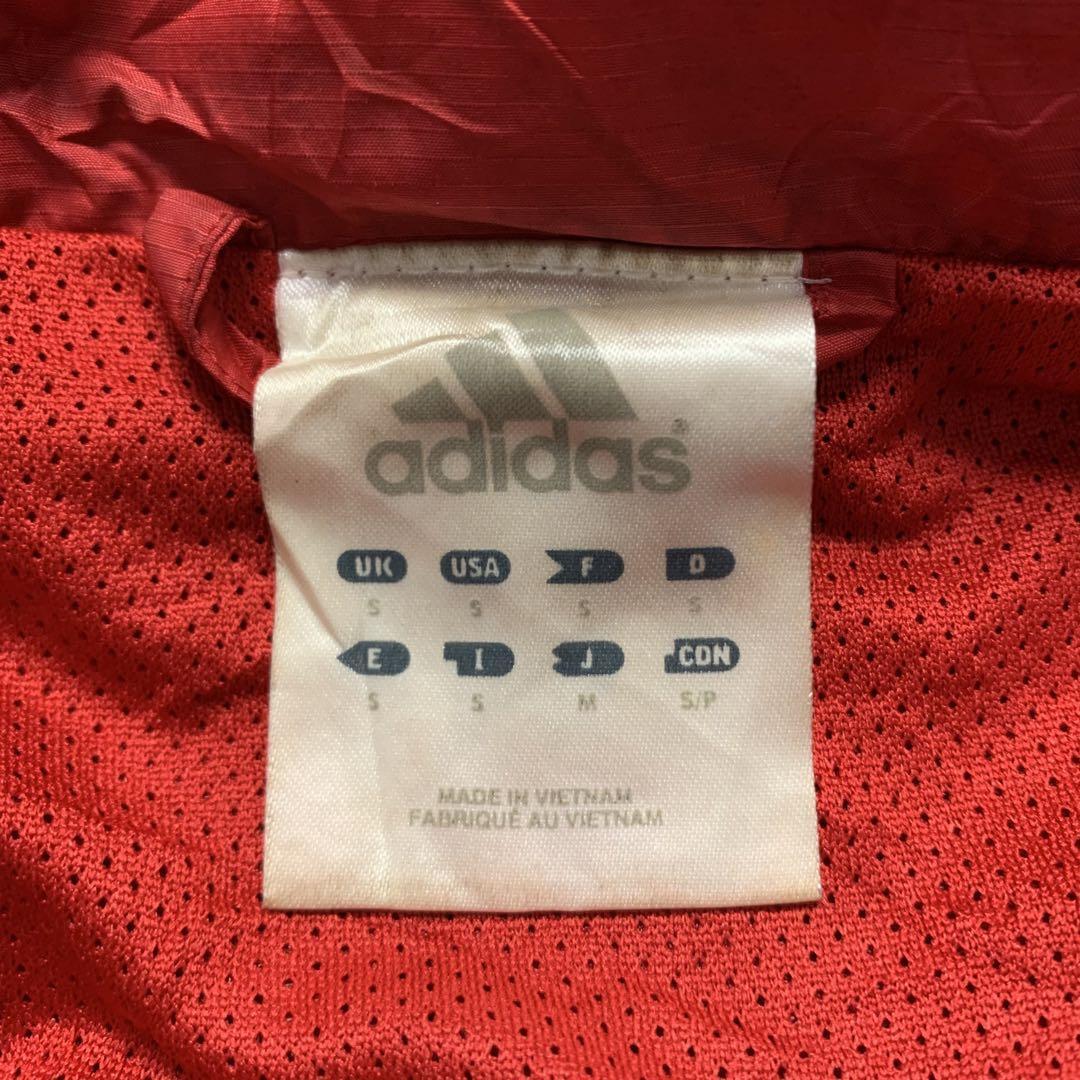 adidas®
UK USA F D
S S S S
E I J CDN
S S M S/P
MADE IN VIETNAM
FABRIQUÉ AU VIETNAM